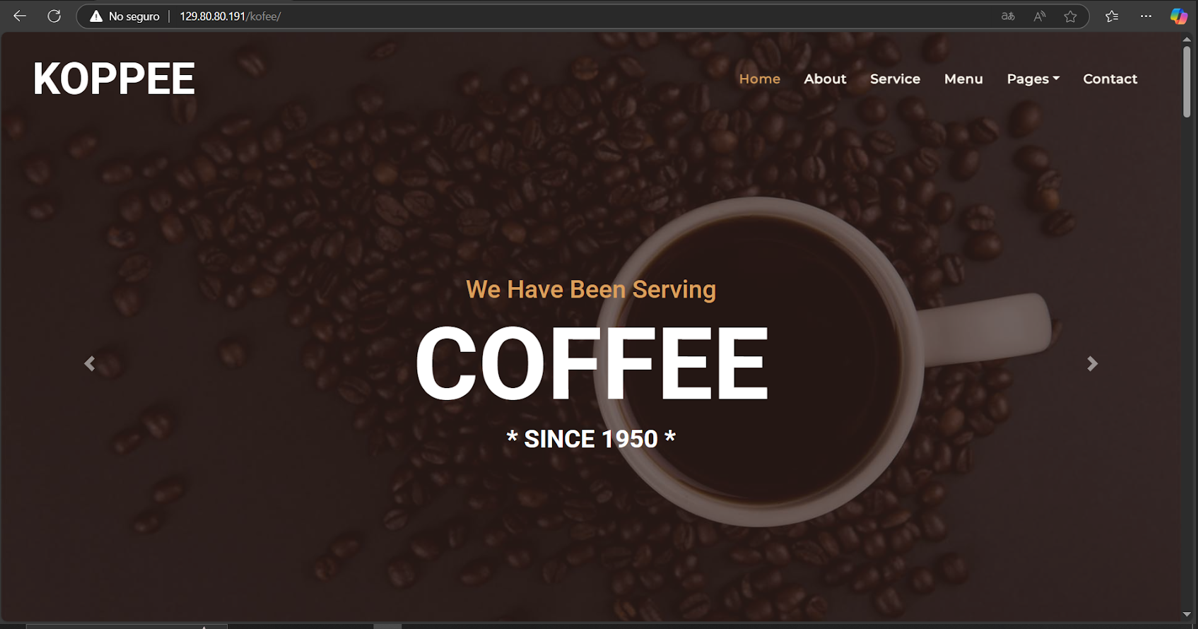 No seguro
129.80.80.191/kofee/
KOPPEE
Home About Service Menu Pages Contact
We Have Been Serving
COFFEE
* SINCE 1950 *